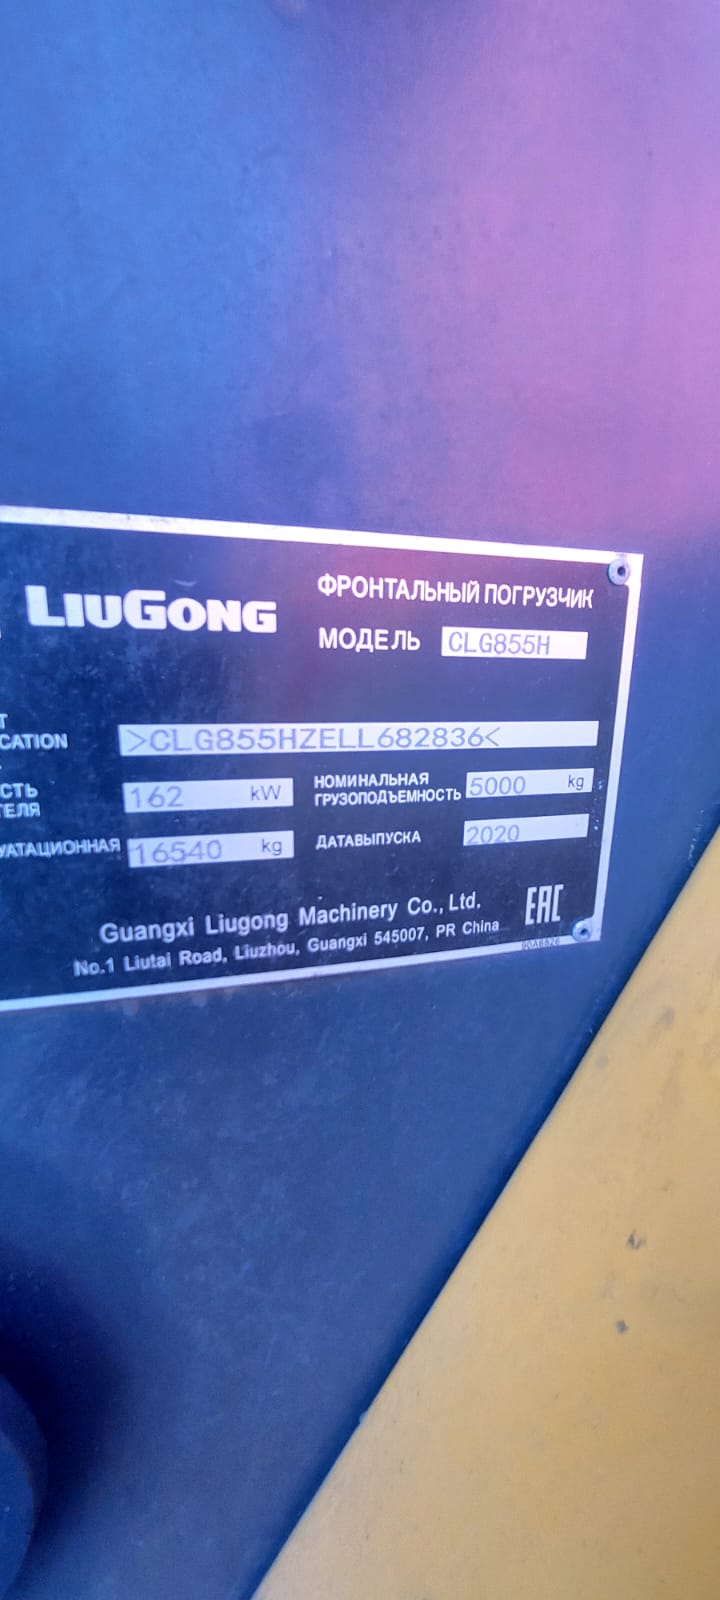 LIUGONG
ФРОНТАЛЬНЫЙ ПОГРУЗЧИК
МОДЕЛЬ CLG855H
Т
CATION >CLG855HZELL682836<
СТЬ
ТЕЛЯ 162 kW
НОМИНАЛЬНАЯ
ГРУЗОПОДЪЕМНОСТЬ 5000 kg
УАТАЦИОННАЯ 16540 kg
ДАТАВЫПУСКА 2020
Guangxi Liugong Machinery Co., Ltd.
No.1 Liutai Road, Liuzhou, Guangxi 545007, PR China
EAC
90A6826